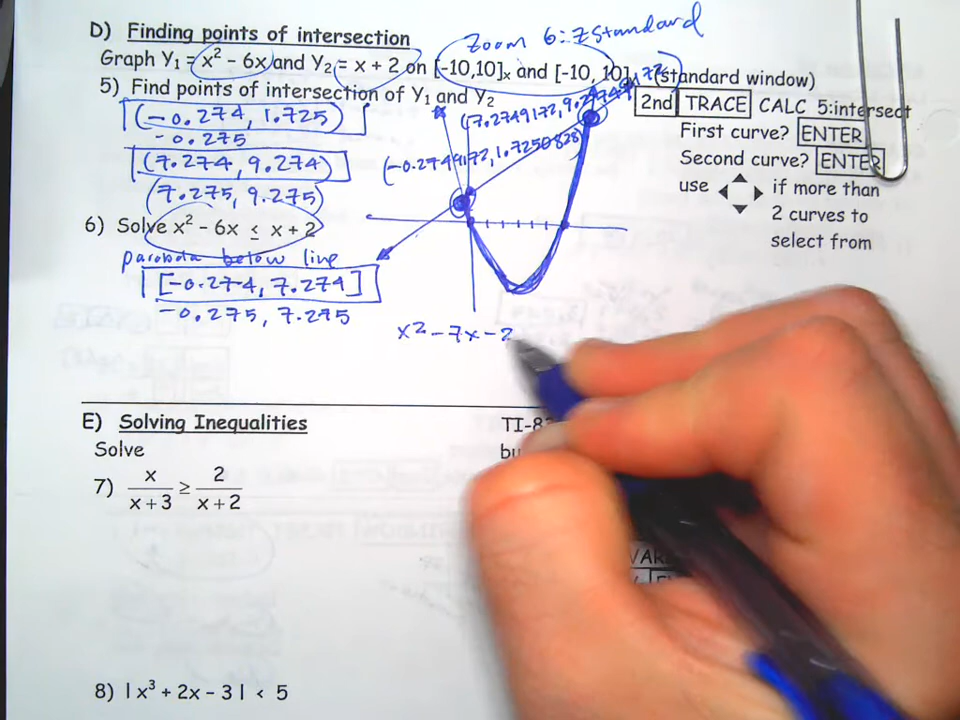 Zoom 6: ZStandard
D) Finding points of intersection
Graph Y₁ = x² - 6x and Y₂ = x + 2 on [-10,10]ₓ and [-10, 10] (standard window)
5) Find points of intersection of Y₁ and Y₂
2nd TRACE CALC 5:intersect
(-0.274, 1.725)
-0.275
(7.274, 9.274)
(7.275, 9.275)
(-0.2749172, 1.7250828)
First curve? ENTER
Second curve? ENTER
use if more than
2 curves to
select from
6) Solve x² - 6x ≤ x + 2
parabola below line
[-0.274, 7.274]
-0.275, 7.275
x² - 7x - 2
E) Solving Inequalities
TI-8
Solve
7) x/x + 3 ≥ 2/x + 2
8) |x³ + 2x - 3| < 5